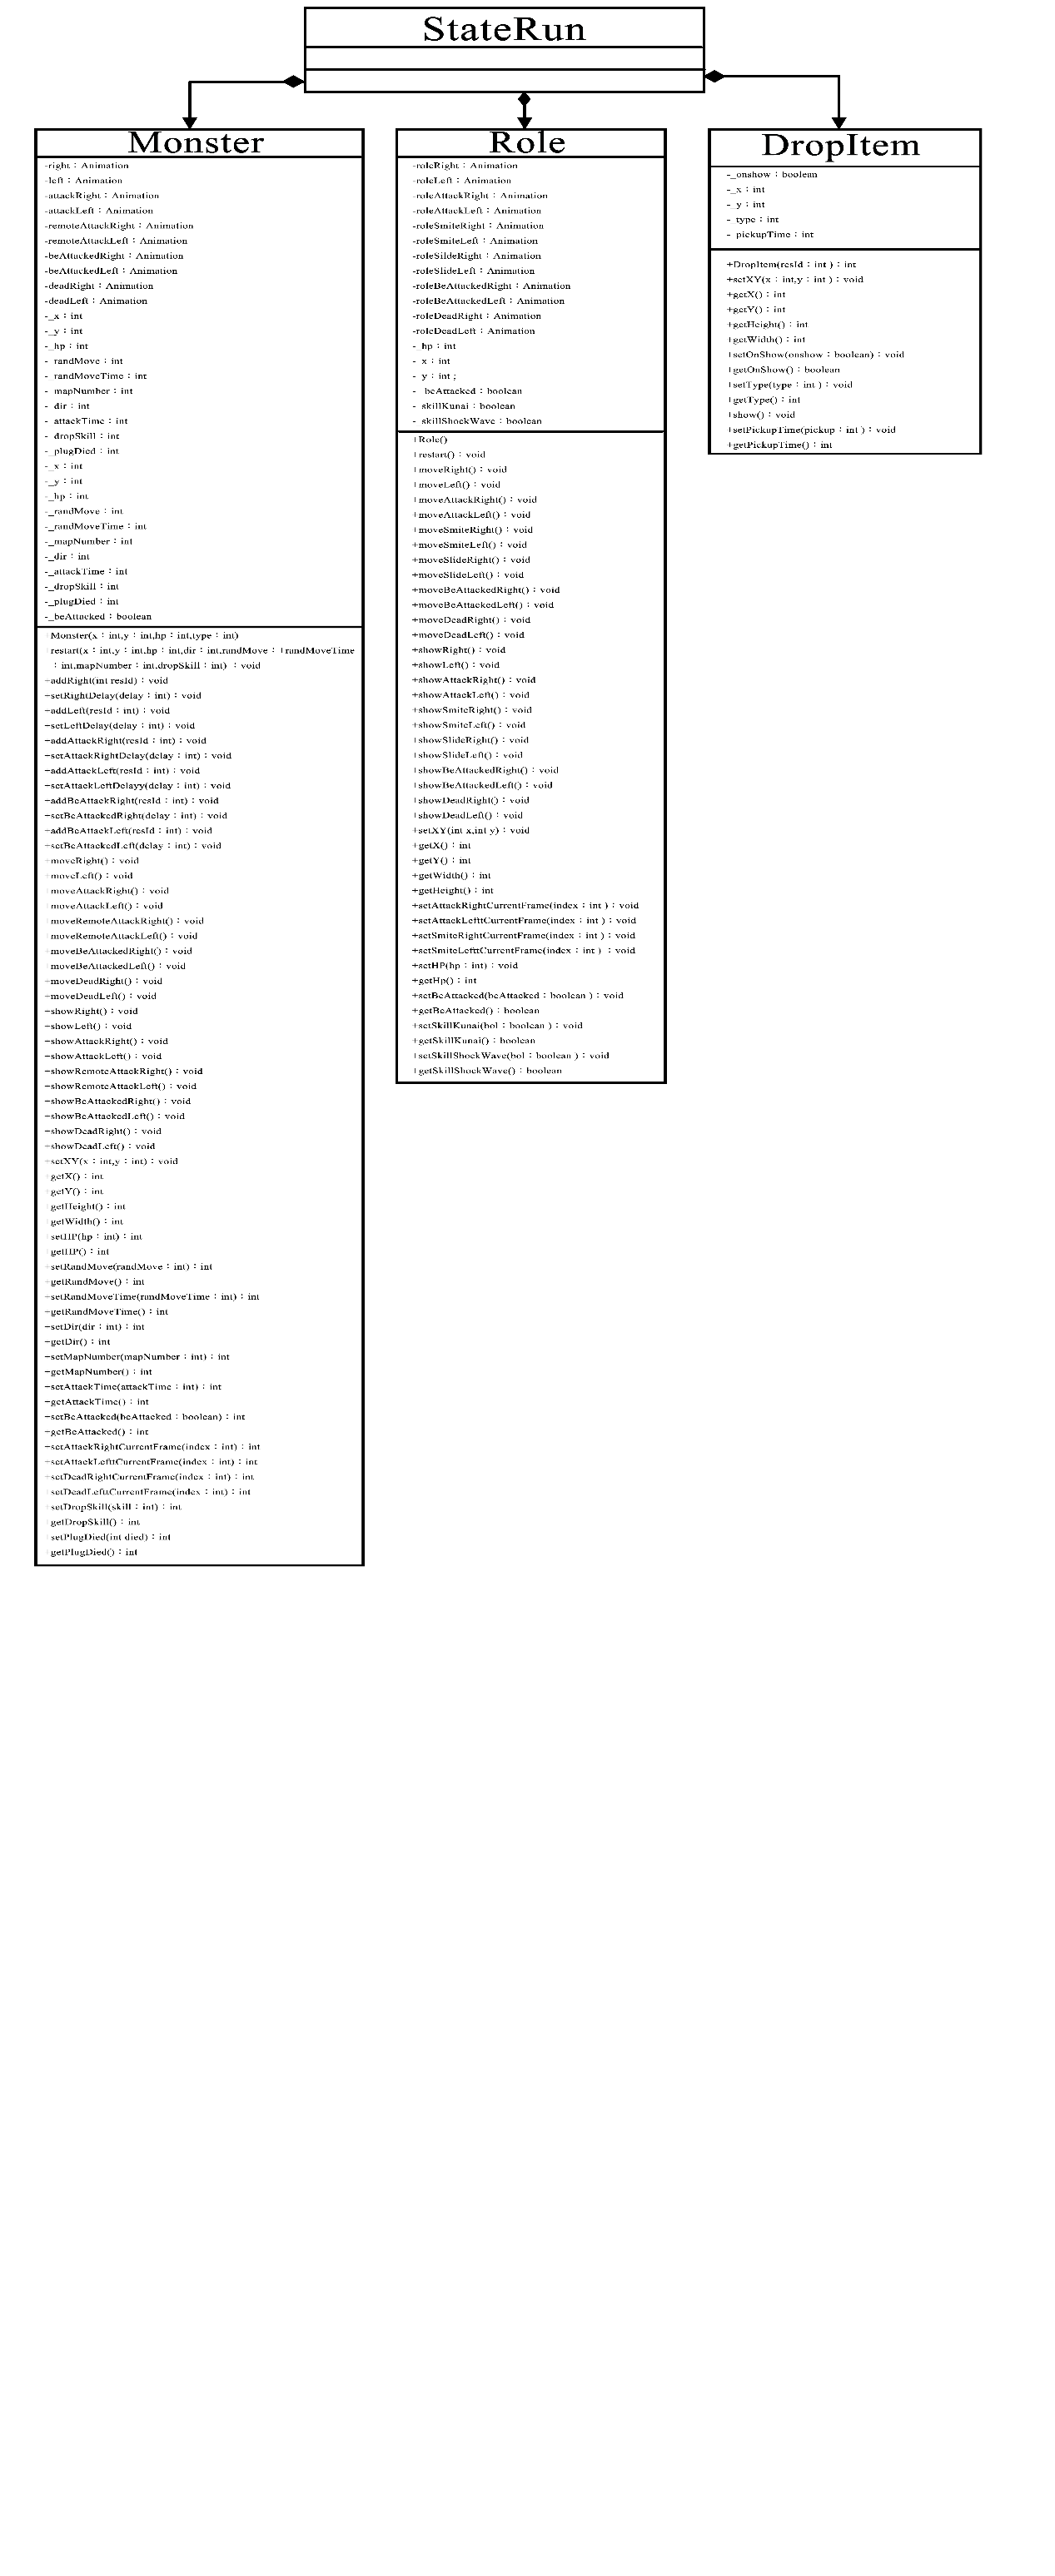 StateRun
Monster
-right : Animation
-left : Animation
-attackRight : Animation
-attackLeft : Animation
-remoteAttackRight : Animation
-remoteAttackLeft : Animation
-beAttackedRight : Animation
-beAttackedLeft : Animation
-deadRight : Animation
-deadLeft : Animation
-_x : int
-_y : int
-_hp : int
-_randMove : int
-_randMoveTime : int
-_mapNumber : int
-_dir : int
-_attackTime : int
-_dropSkill : int
-_plugDied : int
-_x : int
-_y : int
-_hp : int
-_randMove : int
-_randMoveTime : int
-_mapNumber : int
-_dir : int
-_attackTime : int
-_dropSkill : int
-_plugDied : int
-_beAttacked : boolean
+Monster(x : int,y : int,hp : int,type : int)
+restart(x : int,y : int,hp : int,dir : int,randMove : +randMoveTime
: int,mapNumber : int,dropSkill : int) : void
+addRight(int resId) : void
+setRightDelay(delay : int) : void
+addLeft(resId : int) : void
+setLeftDelay(delay : int) : void
+addAttackRight(resId : int) : void
+setAttackRightDelay(delay : int) : void
+addAttackLeft(resId : int) : void
+setAttackLeftDelayy(delay : int) : void
+addBeAttackRight(resId : int) : void
+setBeAttackedRight(delay : int) : void
+addBeAttackLeft(resId : int) : void
+setBeAttackedLeft(delay : int) : void
+moveRight() : void
+moveLeft() : void
+moveAttackRight() : void
+moveAttackLeft() : void
+moveRemoteAttackRight() : void
+moveRemoteAttackLeft() : void
+moveBeAttackedRight() : void
+moveBeAttackedLeft() : void
+moveDeadRight() : void
+moveDeadLeft() : void
+showRight() : void
+showLeft() : void
+showAttackRight() : void
+showAttackLeft() : void
+showRemoteAttackRight() : void
+showRemoteAttackLeft() : void
+showBeAttackedRight() : void
+showBeAttackedLeft() : void
+showDeadRight() : void
+showDeadLeft() : void
+setXY(x : int,y : int) : void
+getX() : int
+getY() : int
+getHeight() : int
+getWidth() : int
+setHP(hp : int) : int
+getHP() : int
+setRandMove(randMove : int) : int
+getRandMove() : int
+setRandMoveTime(randMoveTime : int) : int
+getRandMoveTime() : int
+setDir(dir : int) : int
+getDir() : int
+setMapNumber(mapNumber : int) : int
+getMapNumber() : int
+setAttackTime(attackTime : int) : int
+getAttackTime() : int
+setBeAttacked(beAttacked : boolean) : int
+getBeAttacked() : int
+setAttackRightCurrentFrame(index : int) : int
+setAttackLefttCurrentFrame(index : int) : int
+setDeadRightCurrentFrame(index : int) : int
+setDeadLefttCurrentFrame(index : int) : int
+setDropSkill(skill : int) : int
+getDropSkill() : int
+setPlugDied(int died) : int
+getPlugDied() : int
Role
-roleRight : Animation
-roleLeft : Animation
-roleAttackRight : Animation
-roleAttackLeft : Animation
-roleSmiteRight : Animation
-roleSmiteLeft : Animation
-roleSildeRight : Animation
-roleSlideLeft : Animation
-roleBeAttackedRight : Animation
-roleBeAttackedLeft : Animation
-roleDeadRight : Animation
-roleDeadLeft : Animation
-_hp : int
-_x : int
-_y : int ;
-_beAttacked : boolean
-_skillKunai : boolean
-_skillShockWave : boolean
+Role()
+restart() : void
+moveRight() : void
+moveLeft() : void
+moveAttackRight() : void
+moveAttackLeft() : void
+moveSmiteRight() : void
+moveSmiteLeft() : void
+moveSlideRight() : void
+moveSlideLeft() : void
+moveBeAttackedRight() : void
+moveBeAttackedLeft() : void
+moveDeadRight() : void
+moveDeadLeft() : void
+showRight() : void
+showLeft() : void
+showAttackRight() : void
+showAttackLeft() : void
+showSmiteRight() : void
+showSmiteLeft() : void
+showSlideRight() : void
+showSlideLeft() : void
+showBeAttackedRight() : void
+showBeAttackedLeft() : void
+showDeadRight() : void
+showDeadLeft() : void
+setXY(int x,int y) : void
+getX() : int
+getY() : int
+getWidth() : int
+getHeight() : int
+setAttackRightCurrentFrame(index : int ) : void
+setAttackLefttCurrentFrame(index : int ) : void
+setSmiteRightCurrentFrame(index : int ) : void
+setSmiteLefttCurrentFrame(index : int ) : void
+setHP(hp : int) : void
+getHp() : int
+setBeAttacked(beAttacked : boolean ) : void
+getBeAttacked() : boolean
+setSkillKunai(bol : boolean ) : void
+getSkillKunai() : boolean
+setSkillShockWave(bol : boolean ) : void
+getSkillShockWave() : boolean
DropItem
-_onshow : boolean
-_x : int
-_y : int
-_type : int
-_pickupTime : int
+DropItem(resId : int ) : int
+setXY(x : int,y : int ) : void
+getX() : int
+getY() : int
+getHeight() : int
+getWidth() : int
+setOnShow(onshow : boolean) : void
+getOnShow() : boolean
+setType(type : int ) : void
+getType() : int
+show() : void
+setPickupTime(pickup : int ) : void
+getPickupTime() : int